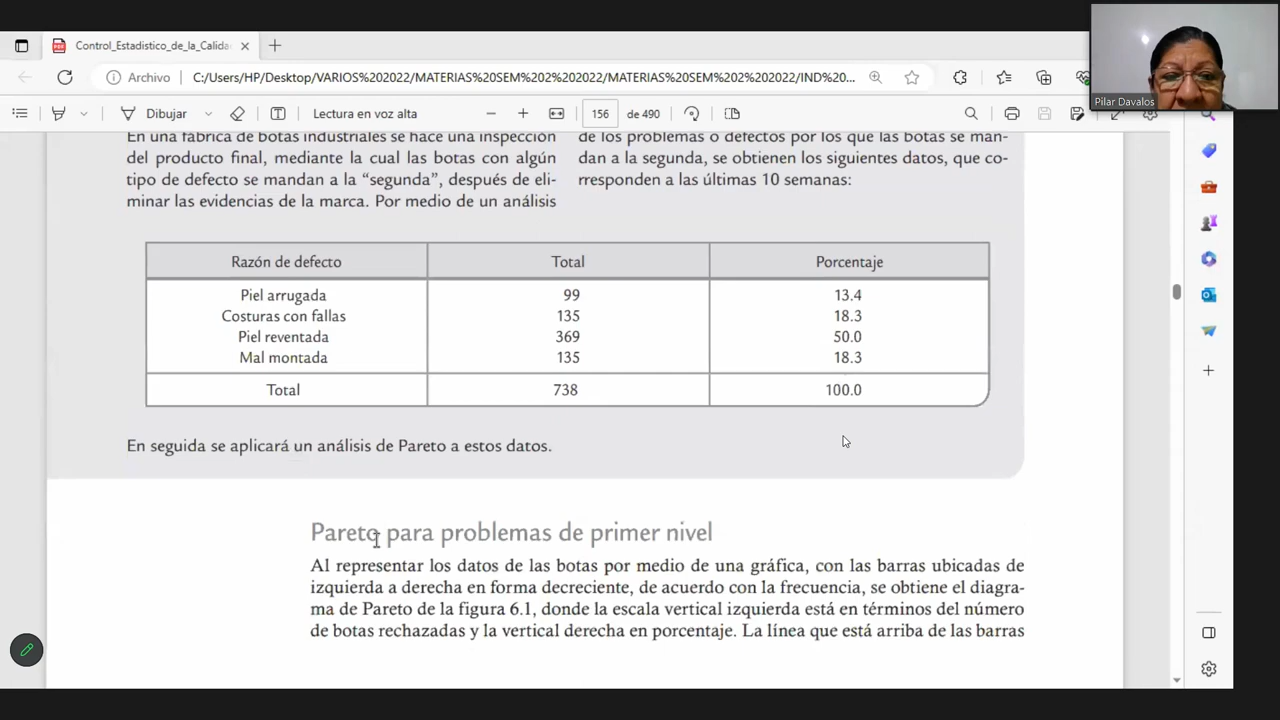 Control_Estadistico_de_la_Calida
Archivo
C:/Users/HP/Desktop/VARIOS%202022/MATERIAS%20SEM%202%202022/MATERIAS%20SEM%202%202022/IND%20...
Dibujar
Lectura en voz alta
156
de 490
Pilar Davalos
En una fábrica de botas industriales se hace una inspección
del producto final, mediante la cual las botas con algún
tipo de defecto se mandan a la “segunda”, después de eli-
minar las evidencias de la marca. Por medio de un análisis
de los problemas o defectos por los que las botas se man-
dan a la segunda, se obtienen los siguientes datos, que co-
rresponden a las últimas 10 semanas:
Razón de defecto Total Porcentaje
Piel arrugada 99 13.4
Costuras con fallas 135 18.3
Piel reventada 369 50.0
Mal montada 135 18.3
Total 738 100.0
En seguida se aplicará un análisis de Pareto a estos datos.
Pareto para problemas de primer nivel
Al representar los datos de las botas por medio de una gráfica, con las barras ubicadas de
izquierda a derecha en forma decreciente, de acuerdo con la frecuencia, se obtiene el diagra-
ma de Pareto de la figura 6.1, donde la escala vertical izquierda está en términos del número
de botas rechazadas y la vertical derecha en porcentaje. La línea que está arriba de las barras